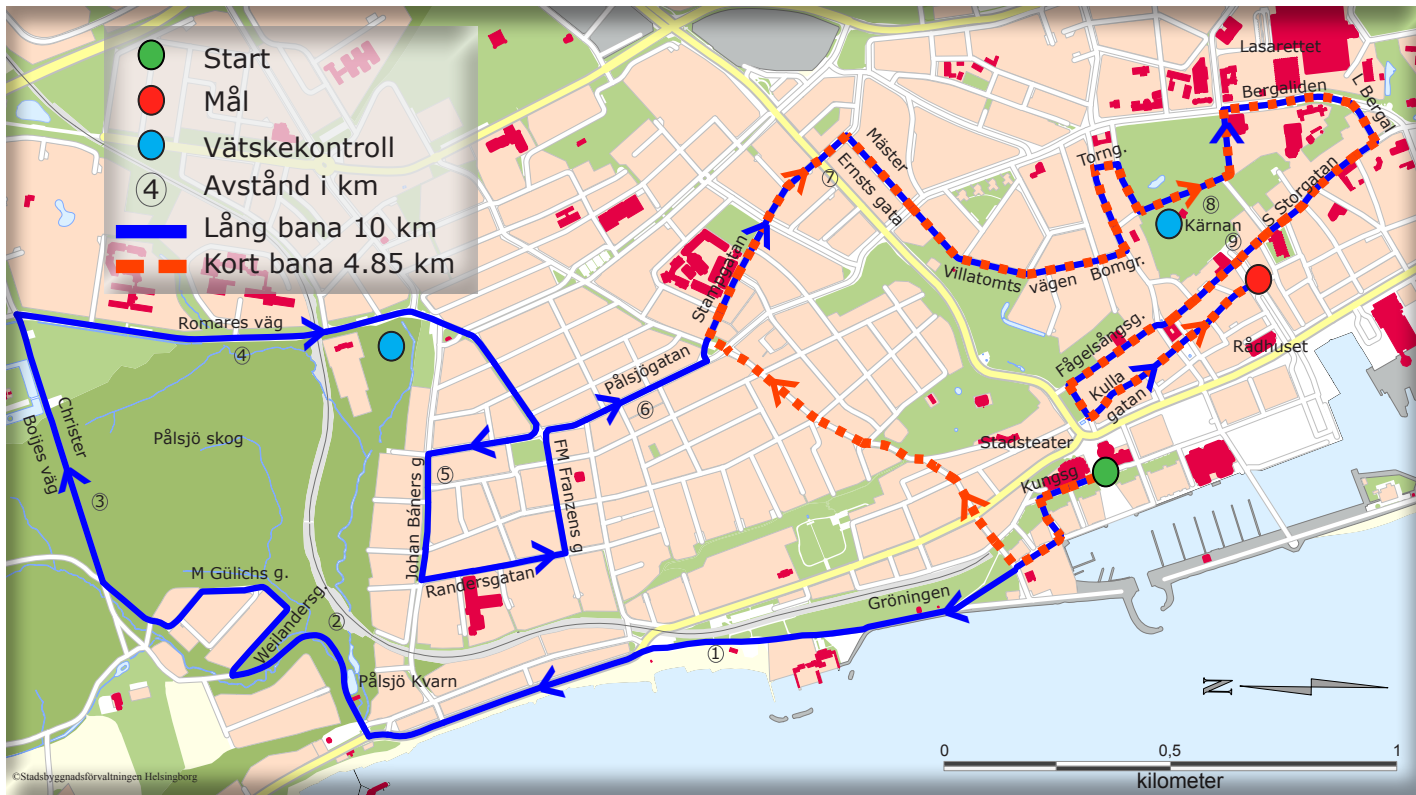 Start
Mål
Vätskekontroll
④ Avstånd i km
Lång bana 10 km
Kort bana 4.85 km
Lasarettet
Bergaliden
L Bergal
Mäster
Ernsts gata
⑦
Torng.
S Storgatan
⑧
Kärnan
⑨
Stampgatan
Villatomts
vägen
Bomgr.
Romares väg
④
Fågelsångsg.
Rådhuset
Pålsjögatan
⑥
Kulla
gatan
Christer
Boijes väg
Pålsjö skog
Stadsteater
⑤
FM Franzens g
Kungsg
③
Johan Báners g
M Gülichs g.
Randersgatan
Gröningen
Weilandersg.
②
①
Pålsjö Kvarn
N
0
0,5
1
kilometer
©Stadsbyggnadsförvaltningen Helsingborg